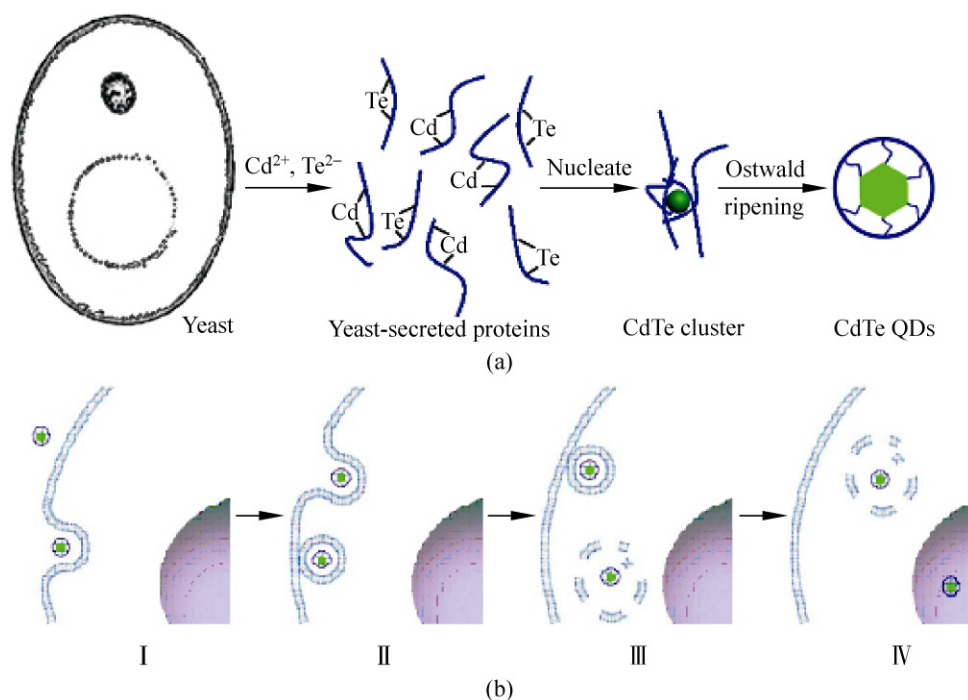 Cd²⁺, Te²⁻
Te
Cd
Te
Cd
Cd
Te
Cd
Te
Nucleate
Ostwald
ripening
Yeast
Yeast-secreted proteins
CdTe cluster
CdTe QDs
(a)
Ⅰ
Ⅱ
Ⅲ
Ⅳ
(b)